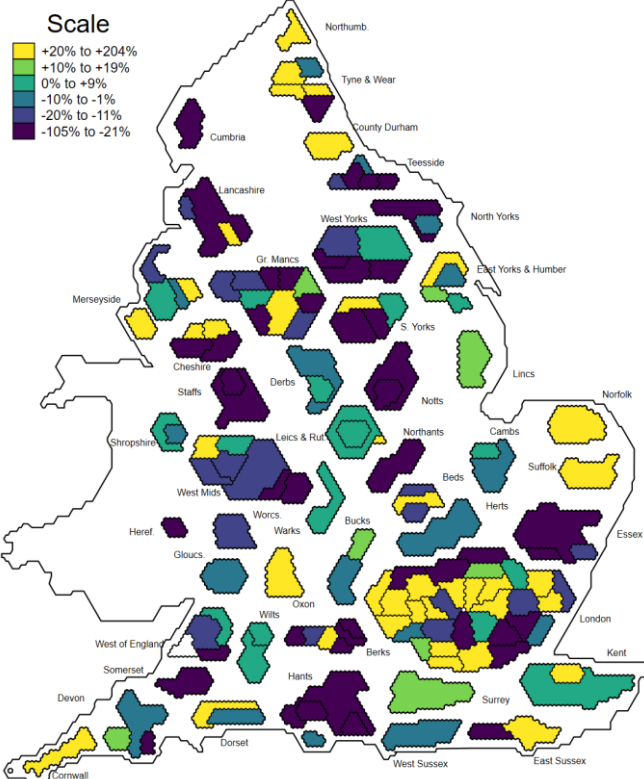 Scale
+20% to +204%
+10% to +19%
0% to +9%
-10% to -1%
-20% to -11%
-105% to -21%
Northumb.
Tyne & Wear
County Durham
Cumbria
Teesside
Lancashire
North Yorks
West Yorks
Gr. Mancs
East Yorks & Humber
Merseyside
S. Yorks
Cheshire
Lincs
Derbs
Staffs
Notts
Norfolk
Shropshire
Leics & Rut.
Northants
Cambs
Suffolk
Beds
West Mids
Herts
Worcs.
Bucks
Heref.
Warks
Essex
Gloucs.
Oxon
London
Wilts
West of England
Berks
Kent
Somerset
Hants
Devon
Surrey
Dorset
West Sussex
East Sussex
Cornwall